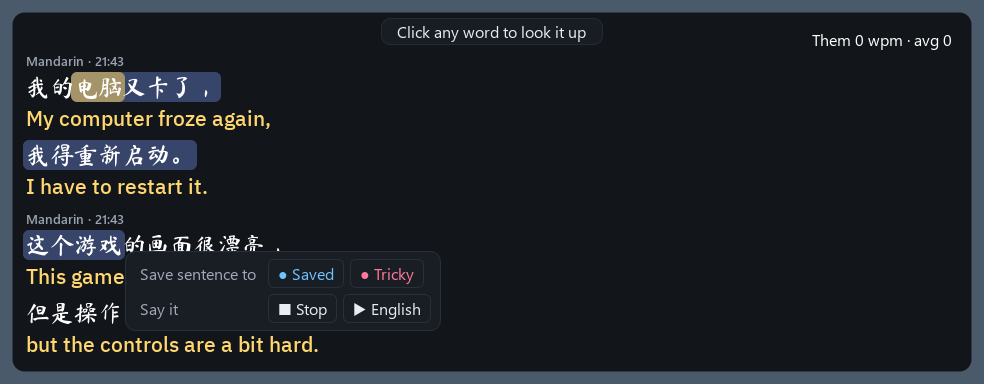 Click any word to look it up
Them 0 wpm · avg 0
Mandarin · 21:43
我的电脑又卡了，
My computer froze again,
我得重新启动。
I have to restart it.
Mandarin · 21:43
这个游戏的画面很漂亮，
This game
Save sentence to
● Saved
● Tricky
但是操作
Say it
■ Stop
▶ English
but the controls are a bit hard.